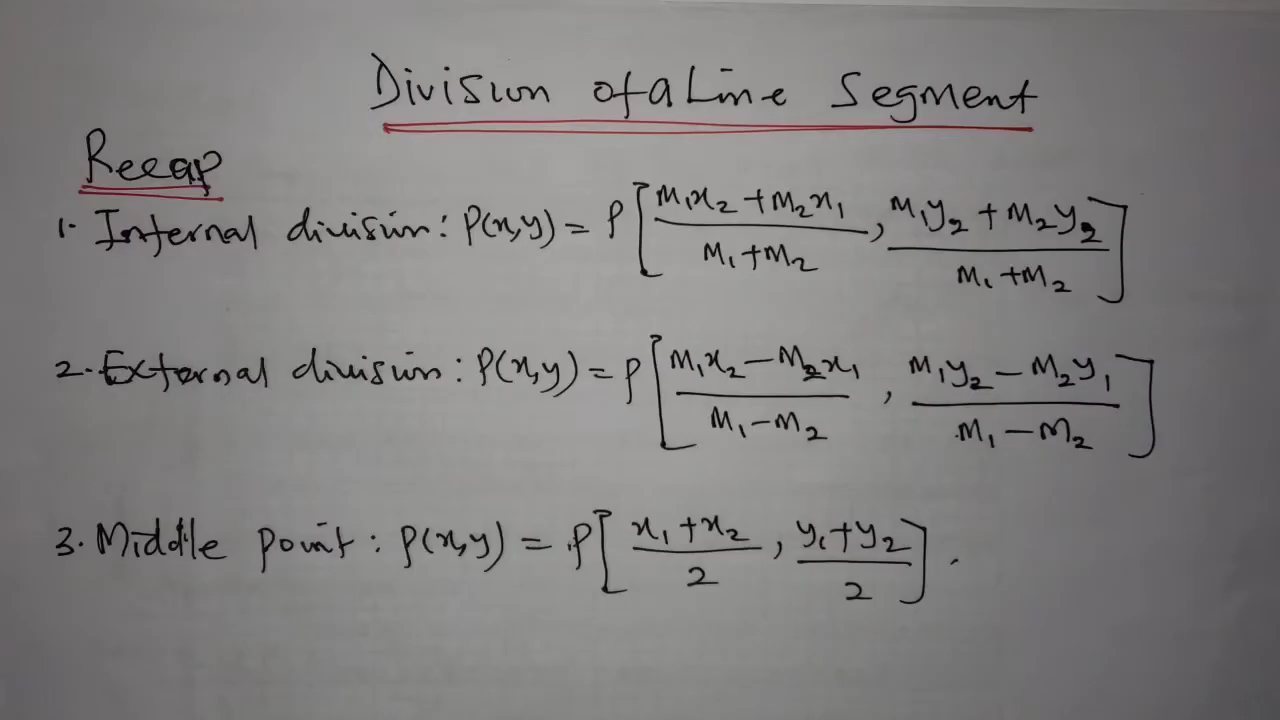 Division of a Line Segment
Recap
1. Internal division: P(x,y) = P[(m₁x₂ + m₂x₁)/(m₁ + m₂), (m₁y₂ + m₂y₂)/(m₁ + m₂)]
2. External division: P(x,y) = P[(m₁x₂ − m₂x₁)/(m₁ − m₂), (m₁y₂ − m₂y₁)/(m₁ − m₂)]
3. Middle point: P(x,y) = P[(x₁ + x₂)/2, (y₁ + y₂)/2].